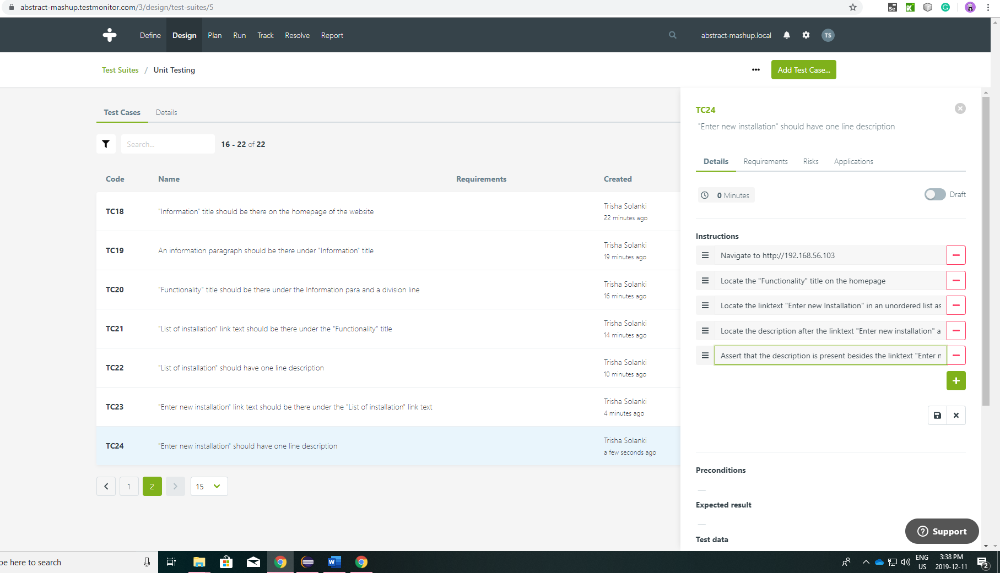 abstract-mashup.testmonitor.com/3/design/test-suites/5
Define Design Plan Run Track Resolve Report
abstract-mashup.local TS
Test Suites / Unit Testing
Add Test Case...
Test Cases Details
Search...
16 - 22 of 22
Code Name Requirements Created
TC18 "Information" title should be there on the homepage of the website Trisha Solanki
22 minutes ago
TC19 An information paragraph should be there under "Information" title Trisha Solanki
19 minutes ago
TC20 "Functionality" title should be there under the Information para and a division line Trisha Solanki
16 minutes ago
TC21 "List of installation" link text should be there under the "Functionality" title Trisha Solanki
14 minutes ago
TC22 "List of installation" should have one line description Trisha Solanki
10 minutes ago
TC23 "Enter new installation" link text should be there under the "List of installation" link text Trisha Solanki
4 minutes ago
TC24 "Enter new installation" should have one line description Trisha Solanki
a few seconds ago
1 2 15
TC24
"Enter new installation" should have one line description
Details Requirements Risks Applications
0 Minutes
Draft
Instructions
Navigate to http://192.168.56.103
Locate the "Functionality" title on the homepage
Locate the linktext "Enter new Installation" in an unordered list as
Locate the description after the linktext "Enter new installation" a
Assert that the description is present besides the linktext "Enter
Preconditions
—
Expected result
—
Test data
Support
pe here to search
ENG
US
3:38 PM
2019-12-11
2